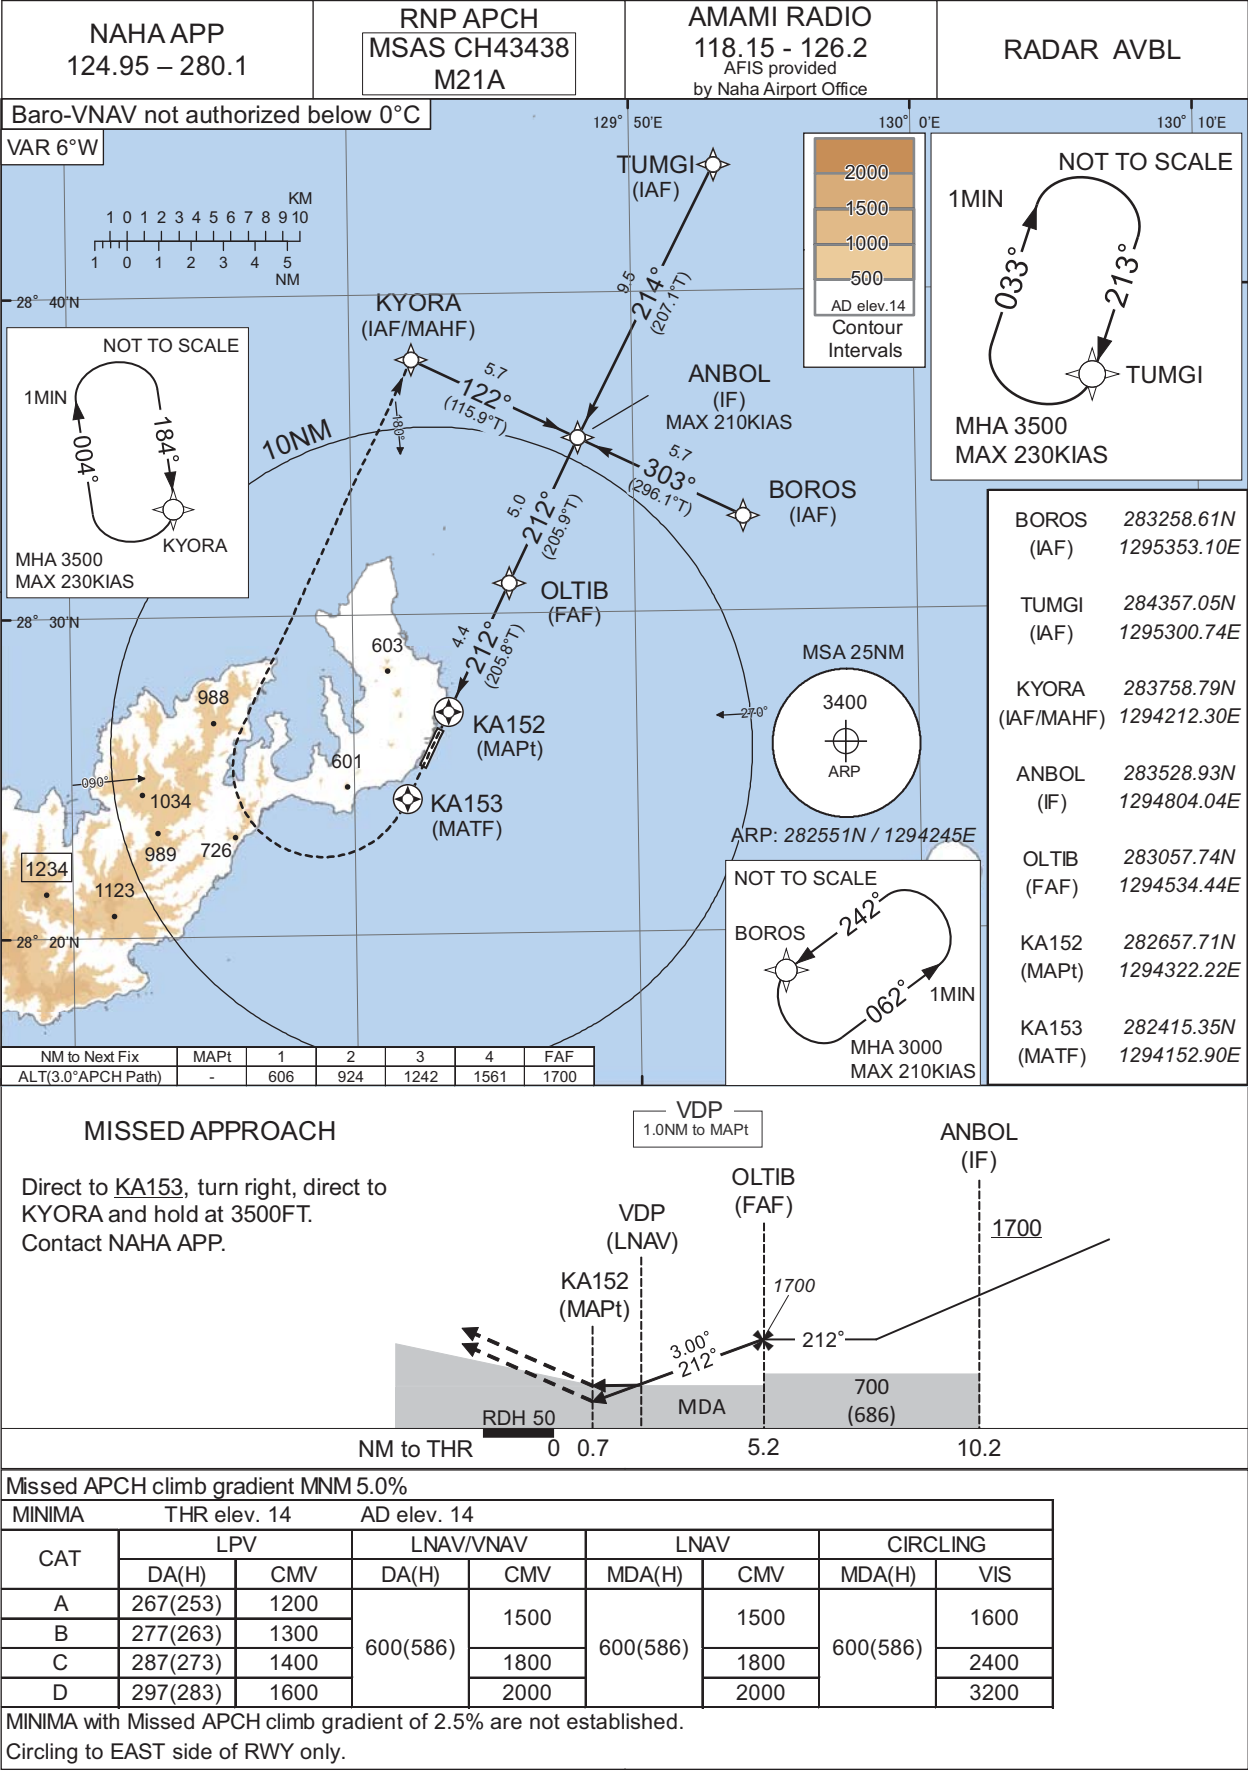 NAHA APP
124.95 – 280.1
RNP APCH
MSAS CH43438
M21A
AMAMI RADIO
118.15 - 126.2
AFIS provided
by Naha Airport Office
RADAR AVBL
Baro-VNAV not authorized below 0°C
VAR 6°W
129° 50'E
130° 0'E
130° 10'E
KM
1 0 1 2 3 4 5 6 7 8 9 10
1 0 1 2 3 4 5
NM
28° 40'N
28° 30'N
28° 20'N
TUMGI
(IAF)
9.5
214°
(207.1°T)
KYORA
(IAF/MAHF)
5.7
122°
(115.9°T)
180°
ANBOL
(IF)
MAX 210KIAS
5.7
303°
(296.1°T)
BOROS
(IAF)
10NM
5.0
212°
(205.9°T)
OLTIB
(FAF)
4.4
212°
(205.8°T)
KA152
(MAPt)
KA153
(MATF)
603
988
601
090°
1034
989
726
1234
1123
270°
2000
1500
1000
500
AD elev.14
Contour
Intervals
NOT TO SCALE
1MIN
033°
213°
TUMGI
MHA 3500
MAX 230KIAS
NOT TO SCALE
1MIN
004°
184°
KYORA
MHA 3500
MAX 230KIAS
MSA 25NM
3400
ARP
ARP: 282551N / 1294245E
NOT TO SCALE
BOROS
242°
062°
1MIN
MHA 3000
MAX 210KIAS
BOROS 283258.61N
(IAF) 1295353.10E
TUMGI 284357.05N
(IAF) 1295300.74E
KYORA 283758.79N
(IAF/MAHF) 1294212.30E
ANBOL 283528.93N
(IF) 1294804.04E
OLTIB 283057.74N
(FAF) 1294534.44E
KA152 282657.71N
(MAPt) 1294322.22E
KA153 282415.35N
(MATF) 1294152.90E
NM to Next Fix MAPt 1 2 3 4 FAF
ALT(3.0°APCH Path) - 606 924 1242 1561 1700
MISSED APPROACH
Direct to KA153, turn right, direct to
KYORA and hold at 3500FT.
Contact NAHA APP.
VDP
1.0NM to MAPt
ANBOL
(IF)
OLTIB
(FAF)
VDP
(LNAV)
KA152
(MAPt)
1700
1700
3.00°
212°
212°
MDA
700
(686)
RDH 50
NM to THR 0 0.7 5.2 10.2
Missed APCH climb gradient MNM 5.0%
MINIMA THR elev. 14 AD elev. 14
CAT LPV LNAV/VNAV LNAV CIRCLING
DA(H) CMV DA(H) CMV MDA(H) CMV MDA(H) VIS
A 267(253) 1200 600(586) 1500 600(586) 1500 600(586) 1600
B 277(263) 1300
C 287(273) 1400 1800 1800 2400
D 297(283) 1600 2000 2000 3200
MINIMA with Missed APCH climb gradient of 2.5% are not established.
Circling to EAST side of RWY only.